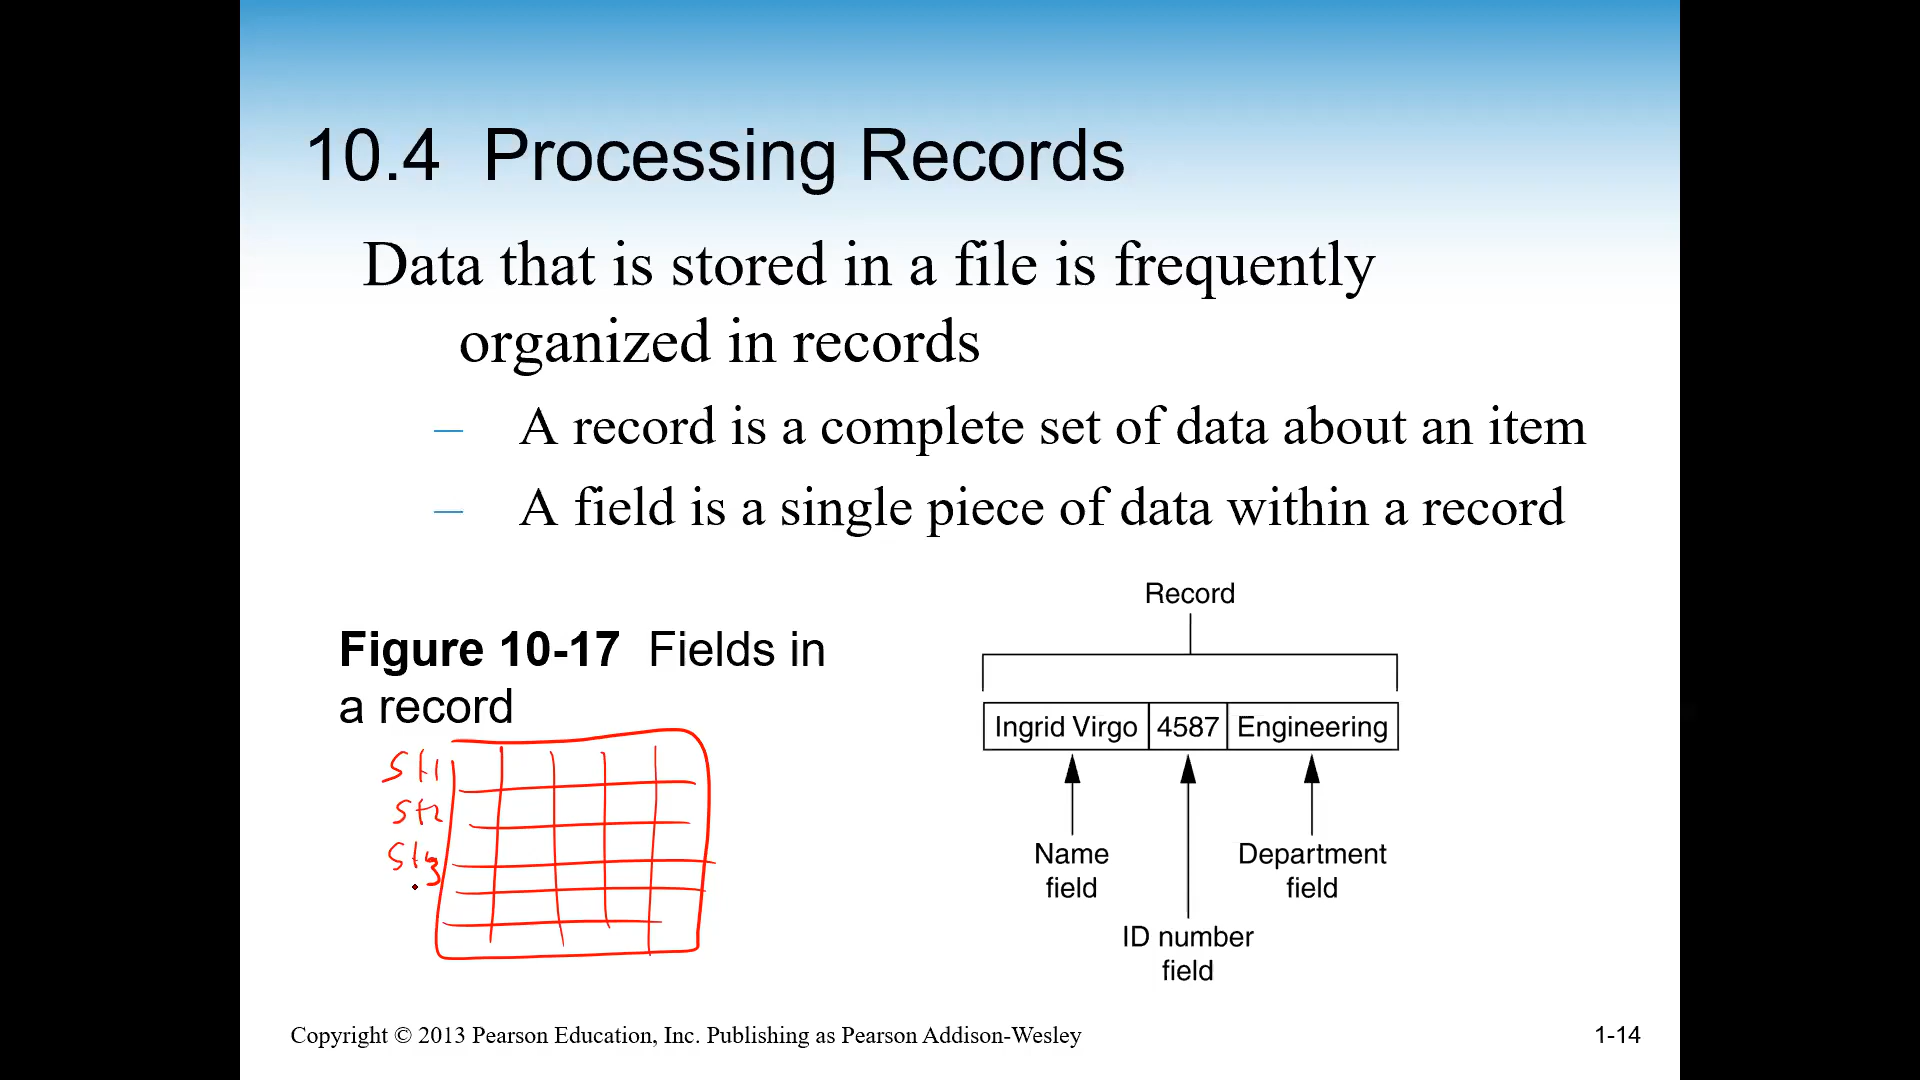 10.4 Processing Records
Data that is stored in a file is frequently
organized in records
– A record is a complete set of data about an item
– A field is a single piece of data within a record
Figure 10-17 Fields in
a record
St1
St2
St3
Record
Ingrid Virgo 4587 Engineering
Name
field
ID number
field
Department
field
Copyright © 2013 Pearson Education, Inc. Publishing as Pearson Addison-Wesley
1-14